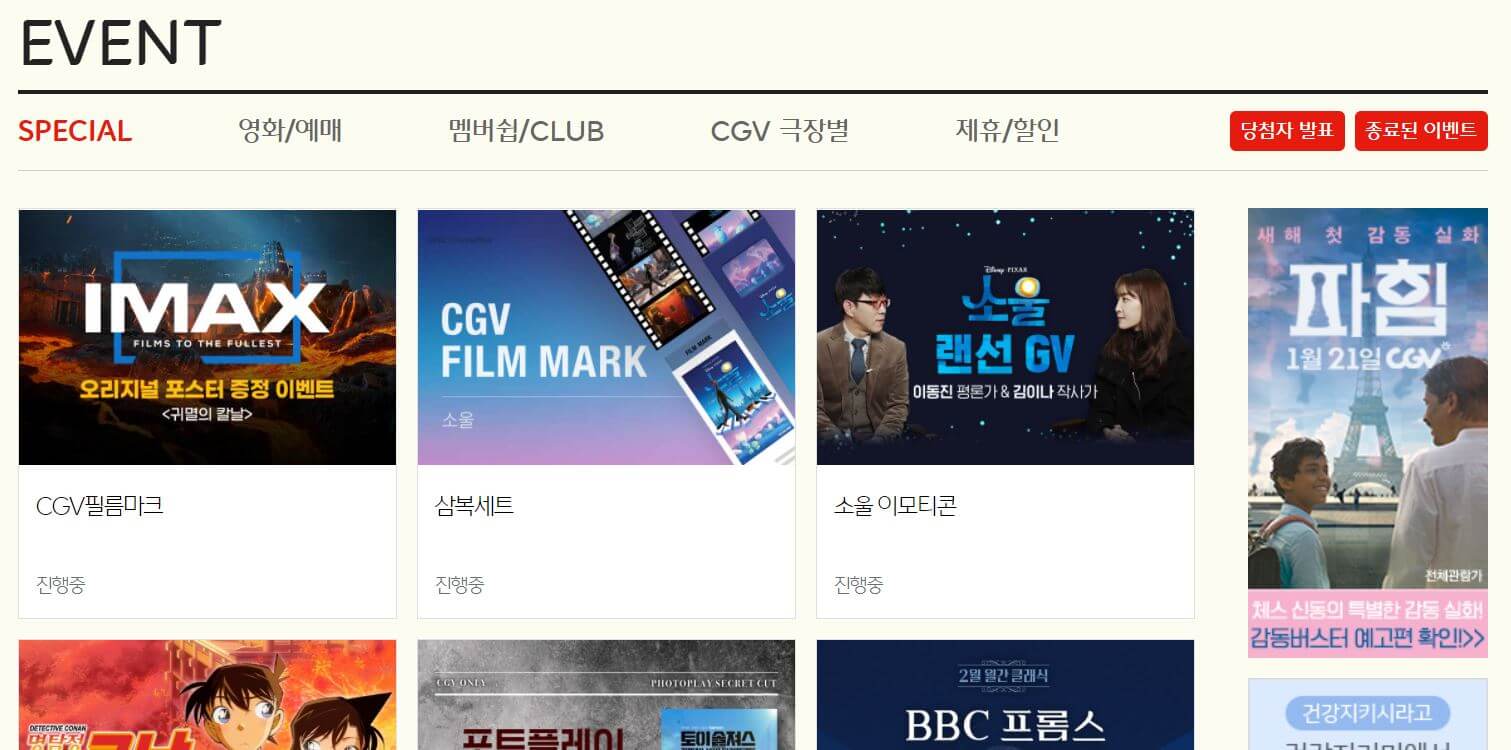 EVENT
SPECIAL
영화/예매
멤버쉽/CLUB
CGV 극장별
제휴/할인
당첨자 발표
종료된 이벤트
IMAX
FILMS TO THE FULLEST
오리지널 포스터 증정 이벤트
<귀멸의 칼날>
CGV필름마크
진행중
CGV
FILM MARK
소울
FILM MARK
삼복세트
진행중
Disney PIXAR
소울
랜선 GV
이동진 평론가 & 김이나 작사가
소울 이모티콘
진행중
새해 첫 감동 실화
파힘
1월 21일 CGV
전체관람가
체스 신동의 특별한 감동 실화!
감동버스터 예고편 확인!>>
DETECTIVE CONAN
명탐정
코난
CGV ONLY
PHOTOPLAY SECRET CUT
포토플레이
토이솔져스
2월 월간 클래식
BBC 프롬스
건강지키시라고